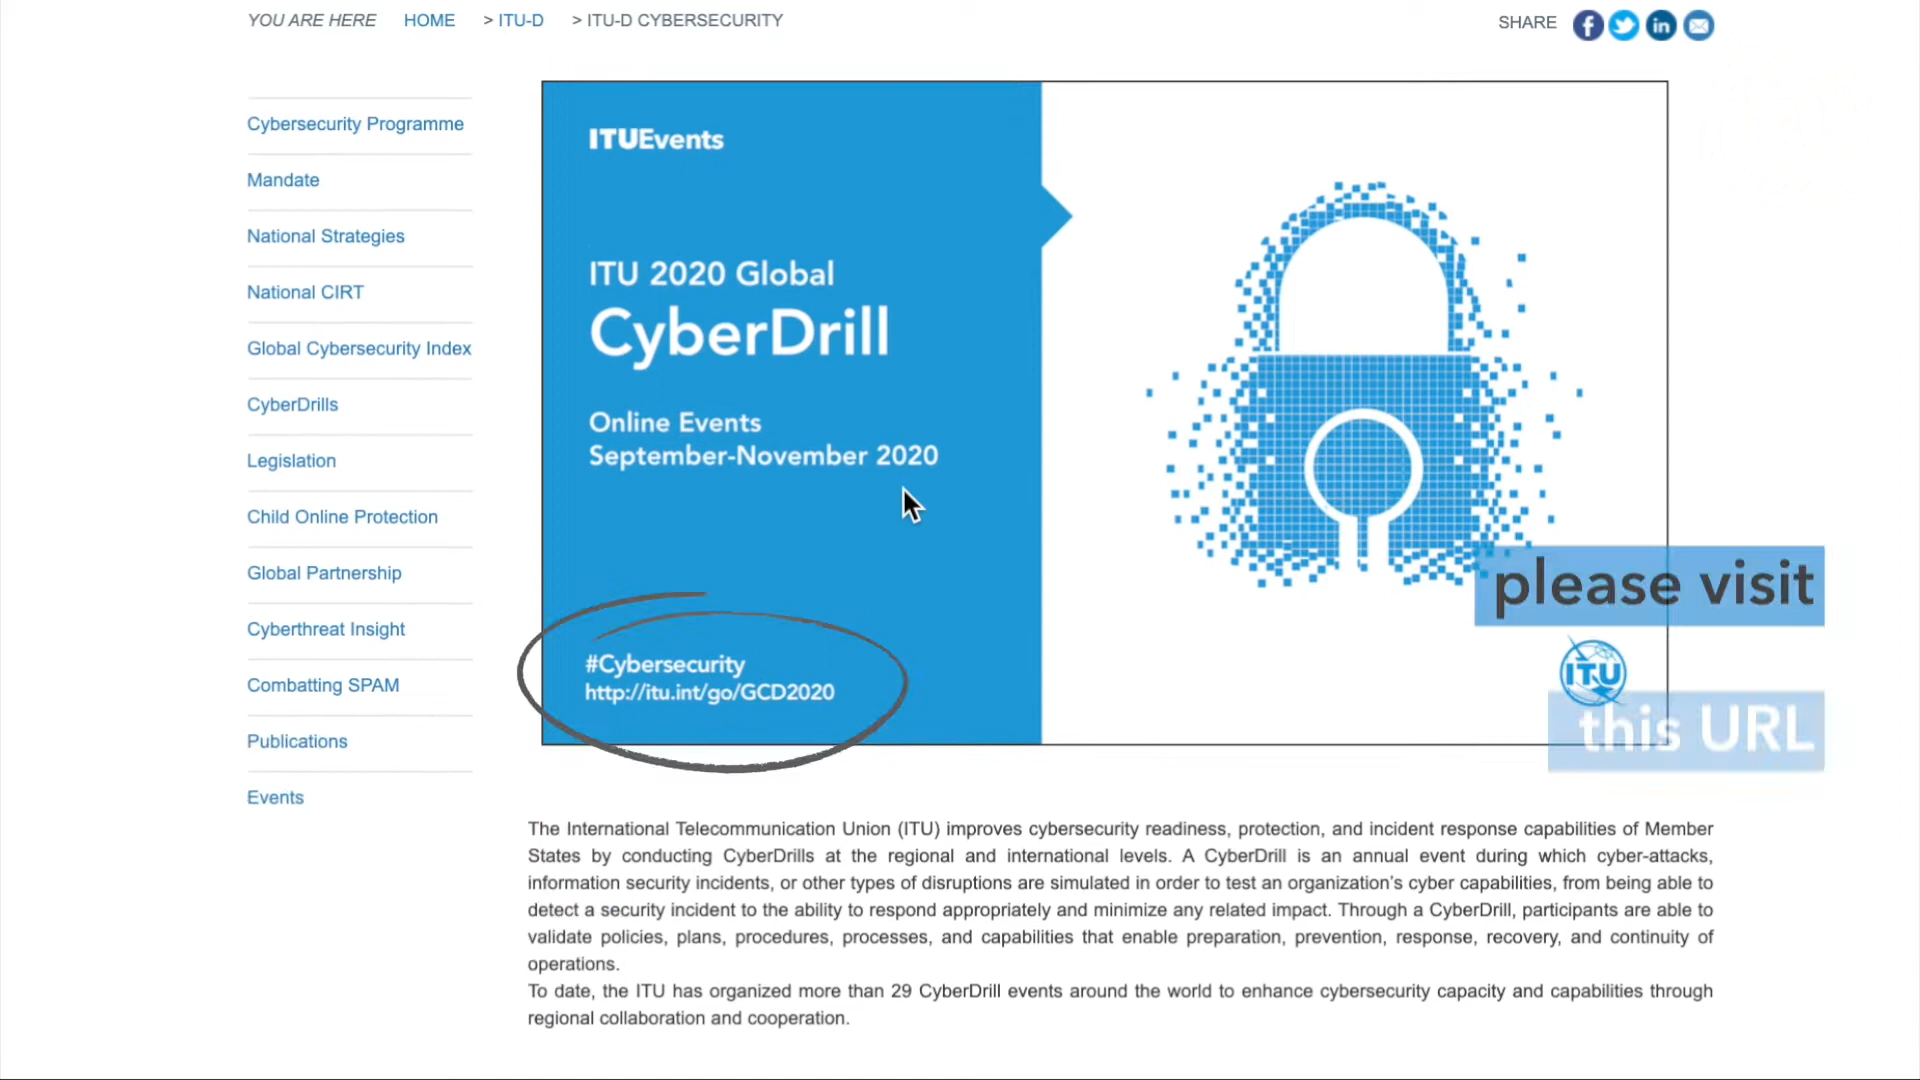 YOU ARE HERE HOME > ITU-D > ITU-D CYBERSECURITY
SHARE
Cybersecurity Programme
Mandate
National Strategies
National CIRT
Global Cybersecurity Index
CyberDrills
Legislation
Child Online Protection
Global Partnership
Cyberthreat Insight
Combatting SPAM
Publications
Events
ITUEvents
ITU 2020 Global
CyberDrill
Online Events
September-November 2020
#Cybersecurity
http://itu.int/go/GCD2020
please visit
ITU
this URL
The International Telecommunication Union (ITU) improves cybersecurity readiness, protection, and incident response capabilities of Member
States by conducting CyberDrills at the regional and international levels. A CyberDrill is an annual event during which cyber-attacks,
information security incidents, or other types of disruptions are simulated in order to test an organization’s cyber capabilities, from being able to
detect a security incident to the ability to respond appropriately and minimize any related impact. Through a CyberDrill, participants are able to
validate policies, plans, procedures, processes, and capabilities that enable preparation, prevention, response, recovery, and continuity of
operations.
To date, the ITU has organized more than 29 CyberDrill events around the world to enhance cybersecurity capacity and capabilities through
regional collaboration and cooperation.